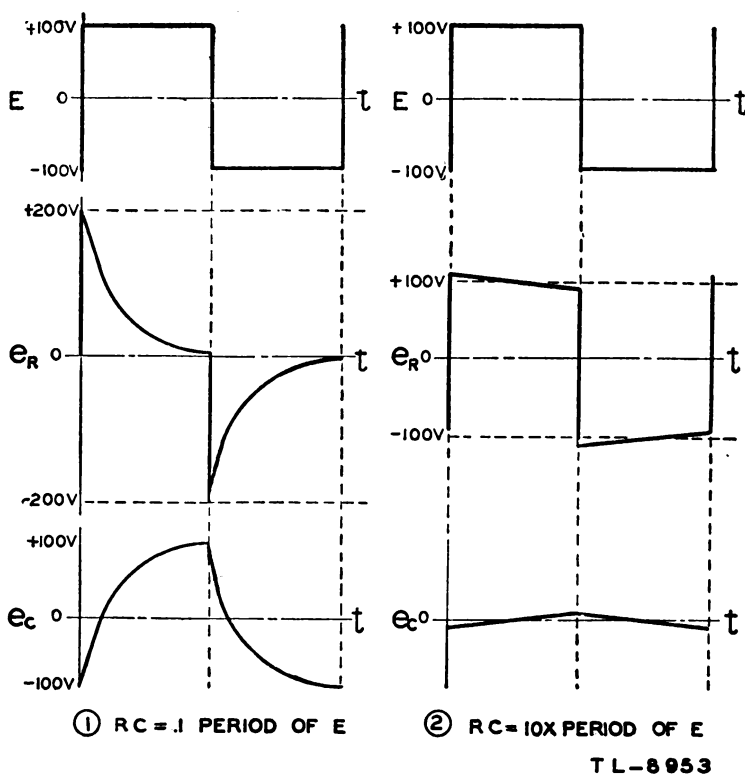 +100V
E 0 t
-100V
+200V
eR 0 t
-200V
+100V
eC 0 t
-100V
① RC = .1 PERIOD OF E
+100V
E 0 t
-100V
+100V
eR 0 t
-100V
eC 0 t
② RC = 10X PERIOD OF E
TL-8953